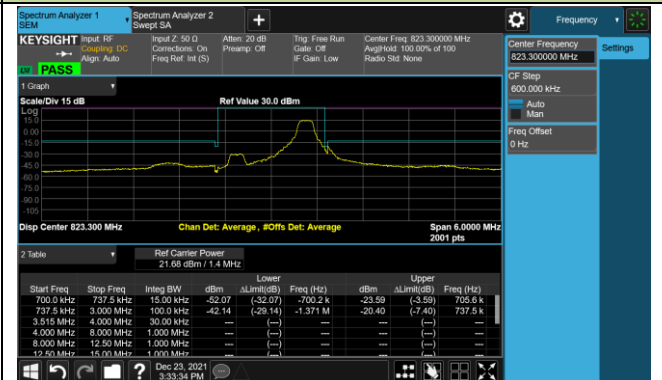 Spectrum Analyzer 1
SEM
Spectrum Analyzer 2
Swept SA
Frequency
KEYSIGHT
Input: RF
Coupling: DC
Align: Auto
Input Z: 50 Ω
Corrections: On
Freq Ref: Int (S)
Atten: 20 dB
Preamp: Off
Trig: Free Run
Gate: Off
IF Gain: Low
Center Freq: 823.300000 MHz
Avg|Hold: 100.00% of 100
Radio Std: None
PASS
Center Frequency
823.300000 MHz
Settings
CF Step
600.000 kHz
Auto
Man
Freq Offset
0 Hz
1 Graph
Scale/Div 15 dB
Ref Value 30.0 dBm
Log
15.0
0.00
-15.0
-30.0
-45.0
-60.0
-75.0
-90.0
-105
Disp Center 823.300 MHz
Chan Det: Average, #Offs Det: Average
Span 6.0000 MHz
2001 pts
2 Table
Ref Carrier Power
21.68 dBm / 1.4 MHz
Lower Upper
Start Freq Stop Freq Integ BW dBm ΔLimit(dB) Freq (Hz) dBm ΔLimit(dB) Freq (Hz)
700.0 kHz 737.5 kHz 15.00 kHz -52.07 (-32.07) -700.2 k -23.59 (-3.59) 705.6 k
737.5 kHz 3.000 MHz 100.0 kHz -42.14 (-29.14) -1.371 M -20.40 (-7.40) 737.5 k
3.515 MHz 4.000 MHz 30.00 kHz --- (---) --- --- (---) ---
4.000 MHz 8.000 MHz 1.000 MHz --- (---) --- --- (---) ---
8.000 MHz 12.50 MHz 1.000 MHz --- (---) --- --- (---) ---
12.50 MHz 15.00 MHz 1.000 MHz --- (---) --- --- (---) ---
Dec 23, 2021
3:33:34 PM